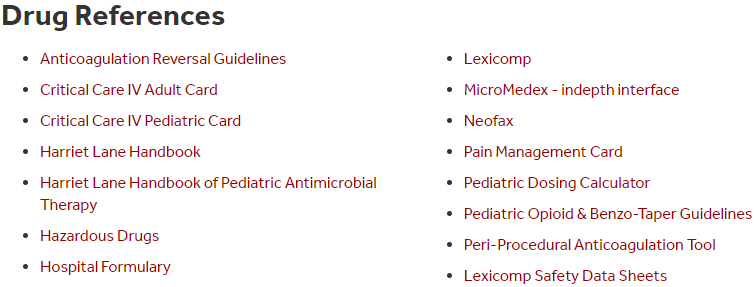 Drug References
Anticoagulation Reversal Guidelines
Critical Care IV Adult Card
Critical Care IV Pediatric Card
Harriet Lane Handbook
Harriet Lane Handbook of Pediatric Antimicrobial
Therapy
Hazardous Drugs
Hospital Formulary
Lexicomp
MicroMedex - indepth interface
Neofax
Pain Management Card
Pediatric Dosing Calculator
Pediatric Opioid & Benzo-Taper Guidelines
Peri-Procedural Anticoagulation Tool
Lexicomp Safety Data Sheets